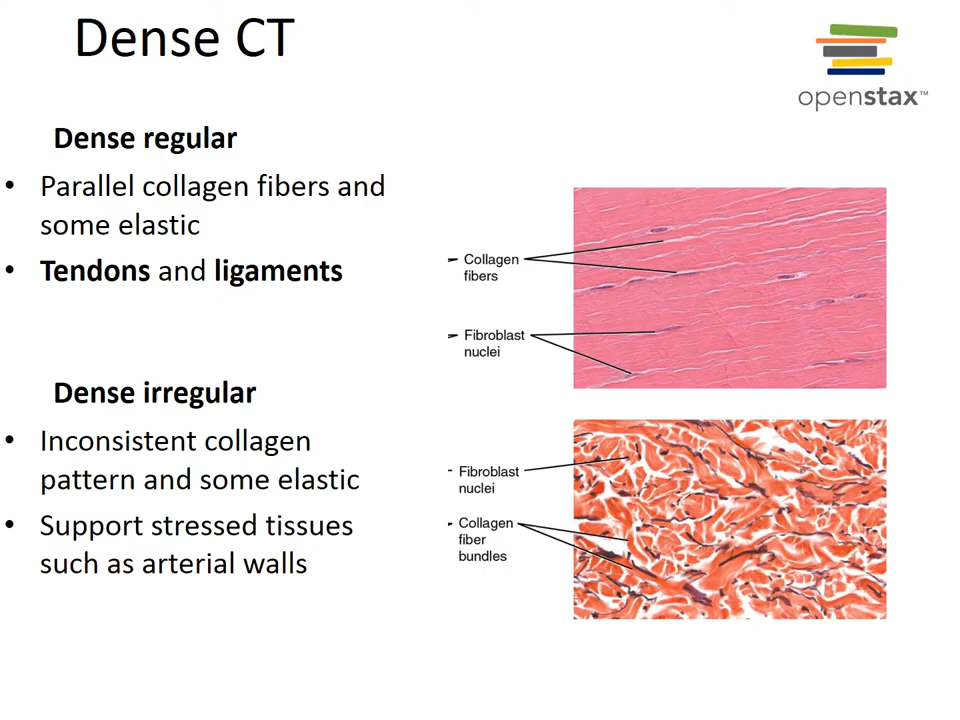 Dense CT
openstax™
Dense regular
• Parallel collagen fibers and
some elastic
• Tendons and ligaments
Collagen
fibers
Fibroblast
nuclei
Dense irregular
• Inconsistent collagen
pattern and some elastic
• Support stressed tissues
such as arterial walls
Fibroblast
nuclei
Collagen
fiber
bundles